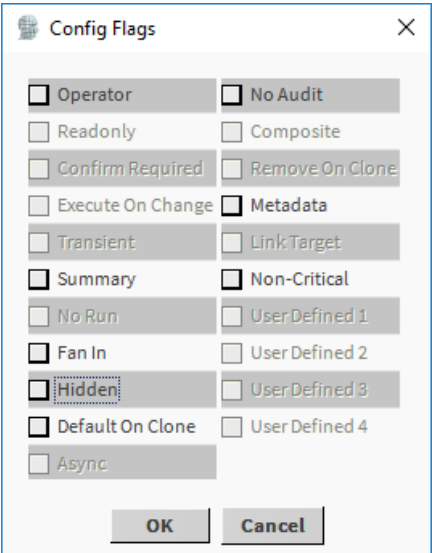 Config Flags
Operator No Audit
Readonly Composite
Confirm Required Remove On Clone
Execute On Change Metadata
Transient Link Target
Summary Non-Critical
No Run User Defined 1
Fan In User Defined 2
Hidden User Defined 3
Default On Clone User Defined 4
Async
OK Cancel